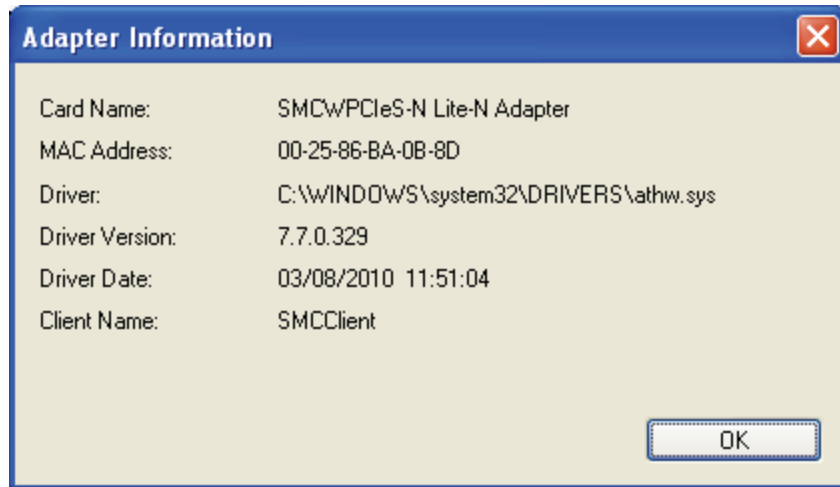 Adapter Information
Card Name: SMCWPCIeS-N Lite-N Adapter
MAC Address: 00-25-86-BA-0B-8D
Driver: C:\WINDOWS\system32\DRIVERS\athw.sys
Driver Version: 7.7.0.329
Driver Date: 03/08/2010 11:51:04
Client Name: SMCClient
OK